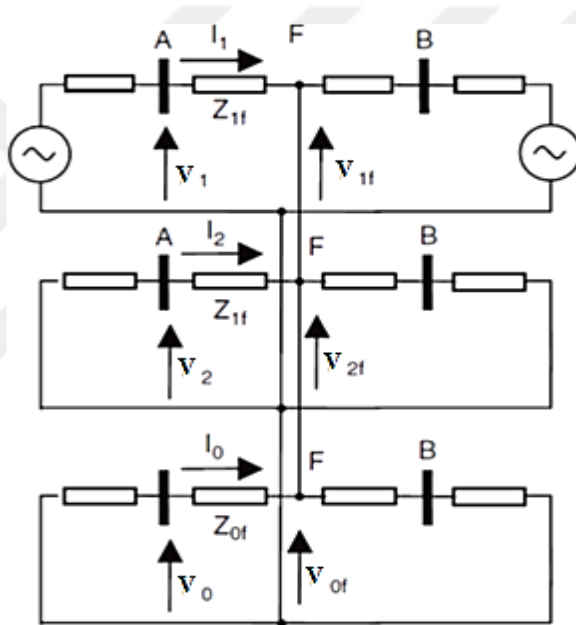 A I₁ F B
Z₁f
V₁ V₁f
A I₂ F B
Z₁f
V₂ V₂f
A I₀ F B
Z₀f
V₀ V₀f